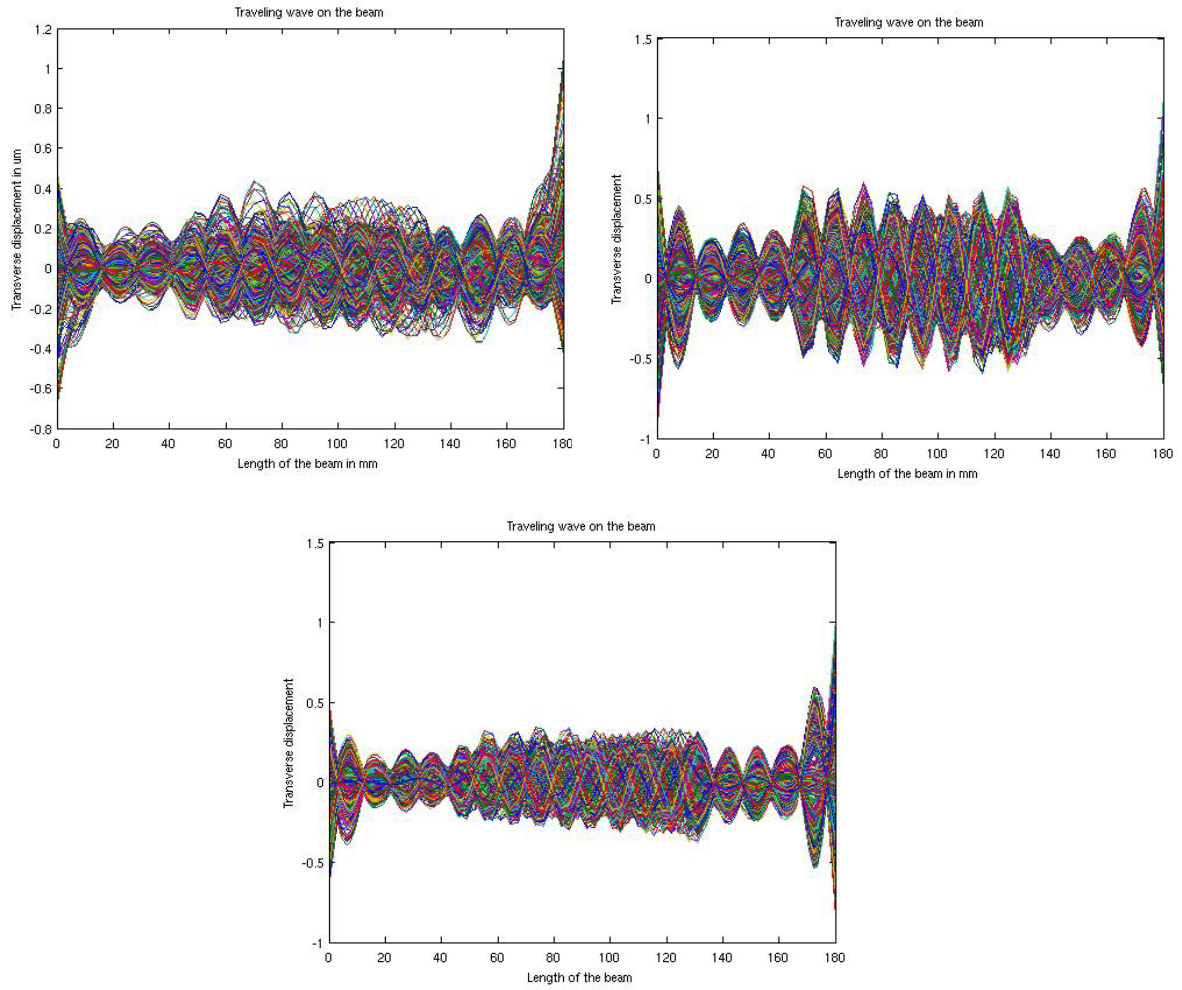 Traveling wave on the beam
1.2
1
0.8
0.6
0.4
0.2
0
-0.2
-0.4
-0.6
-0.8
Transverse displacement in um
0 20 40 60 80 100 120 140 160 180
Length of the beam in mm
Traveling wave on the beam
1.5
1
0.5
0
-0.5
-1
Transverse displacement
0 20 40 60 80 100 120 140 160 180
Length of the beam in mm
Traveling wave on the beam
1.5
1
0.5
0
-0.5
-1
Transverse displacement
0 20 40 60 80 100 120 140 160 180
Length of the beam